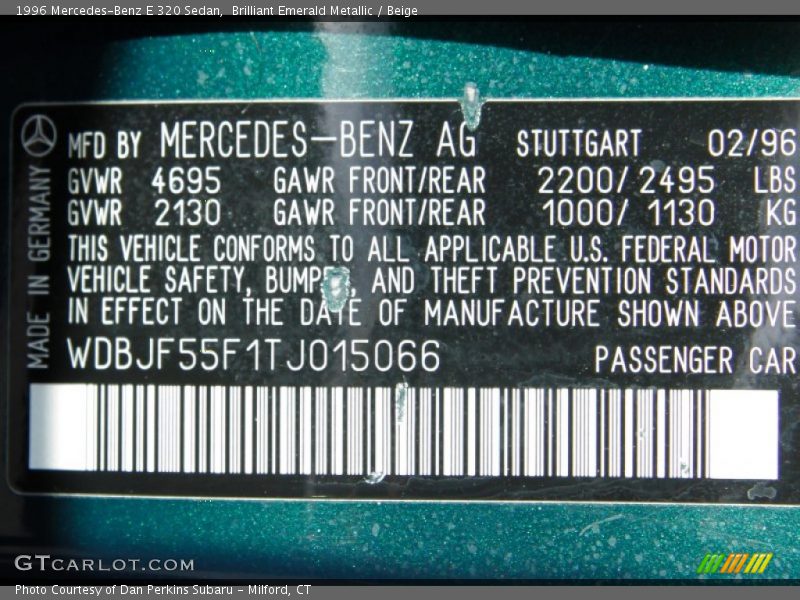 1996 Mercedes-Benz E 320 Sedan, Brilliant Emerald Metallic / Beige
MFD BY MERCEDES-BENZ AG STUTTGART 02/96
GVWR 4695 GAWR FRONT/REAR 2200/ 2495 LBS
GVWR 2130 GAWR FRONT/REAR 1000/ 1130 KG
THIS VEHICLE CONFORMS TO ALL APPLICABLE U.S. FEDERAL MOTOR
VEHICLE SAFETY, BUMPER, AND THEFT PREVENTION STANDARDS
IN EFFECT ON THE DATE OF MANUFACTURE SHOWN ABOVE
WDBJF55F1TJ015066 PASSENGER CAR
MADE IN GERMANY
GTCARLOT.COM
Photo Courtesy of Dan Perkins Subaru - Milford, CT